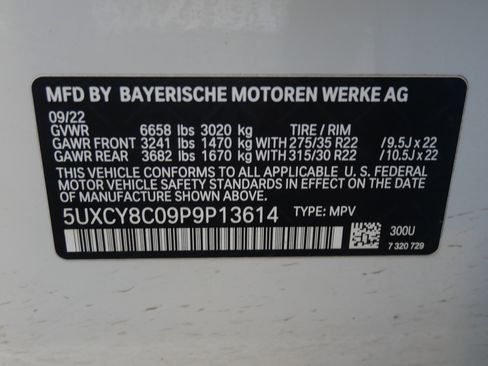 MFD BY BAYERISCHE MOTOREN WERKE AG
09/22
GVWR 6658 lbs 3020 kg TIRE / RIM
GAWR FRONT 3241 lbs 1470 kg WITH 275/35 R22 /9.5J x 22
GAWR REAR 3682 lbs 1670 kg WITH 315/30 R22 /10.5J x 22
THIS VEHICLE CONFORMS TO ALL APPLICABLE U. S. FEDERAL
MOTOR VEHICLE SAFETY STANDARDS IN EFFECT ON THE DATE OF
MANUFACTURE SHOWN ABOVE.
5UXCY8C09P9P13614 TYPE: MPV
300U
7 320 729